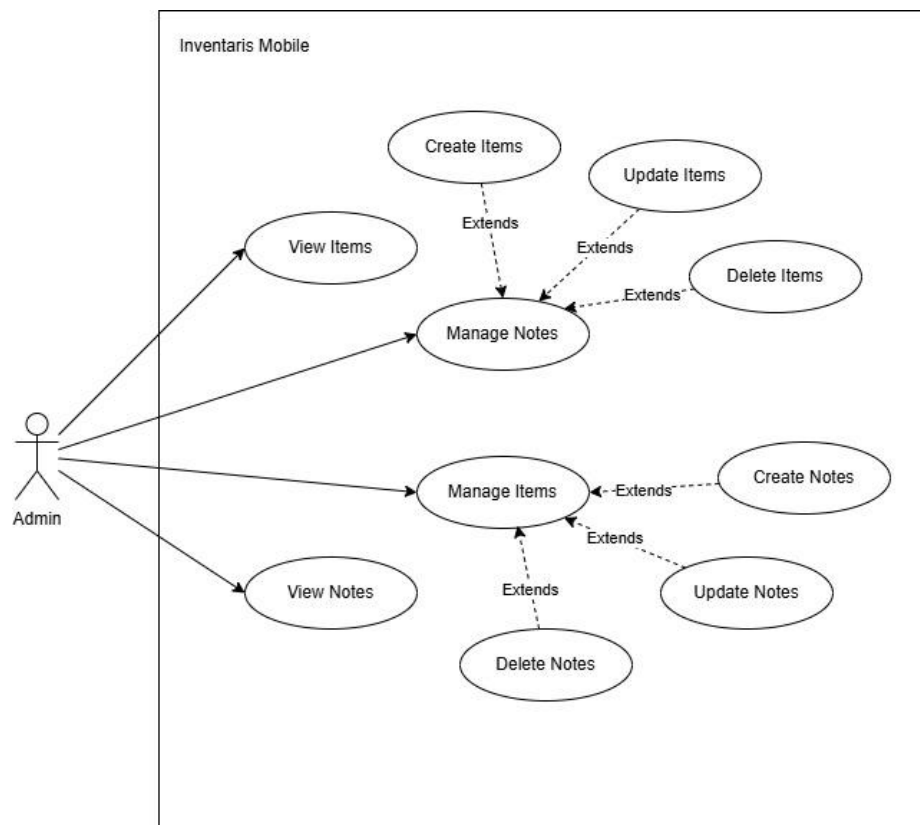 Inventaris Mobile
Create Items
Update Items
Extends
View Items
Extends
Delete Items
Extends
Manage Notes
Create Notes
Manage Items
Extends
Admin
Extends
View Notes
Extends
Update Notes
Delete Notes